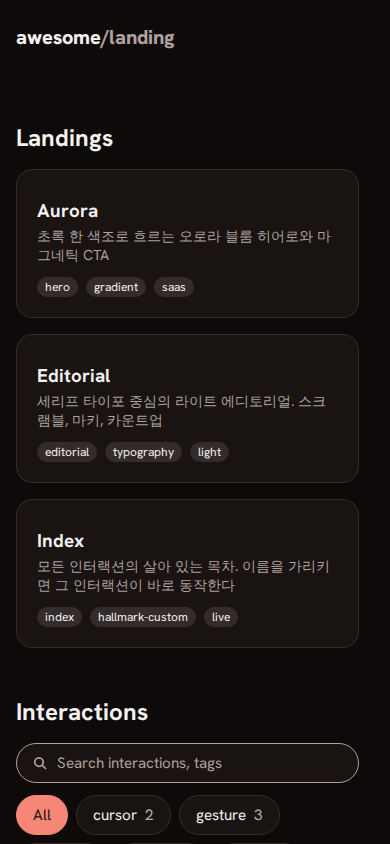 awesome/landing
Landings
Aurora
초록 한 색조로 흐르는 오로라 블룸 히어로와 마
그네틱 CTA
hero gradient saas
Editorial
세리프 타이포 중심의 라이트 에디토리얼. 스크
램블, 마키, 카운트업
editorial typography light
Index
모든 인터랙션의 살아 있는 목차. 이름을 가리키
면 그 인터랙션이 바로 동작한다
index hallmark-custom live
Interactions
Search interactions, tags
All cursor 2 gesture 3